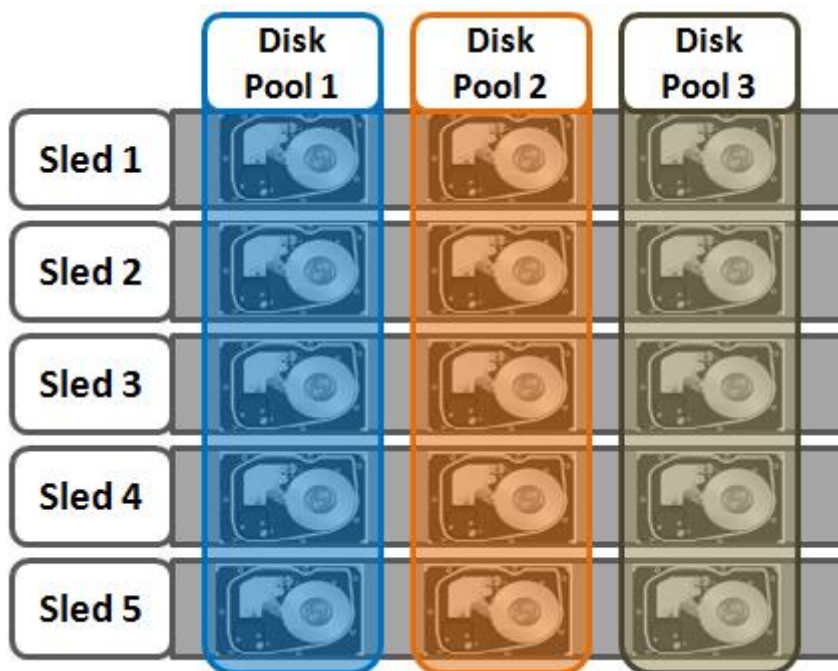 Disk
Pool 1
Disk
Pool 2
Disk
Pool 3
Sled 1
Sled 2
Sled 3
Sled 4
Sled 5